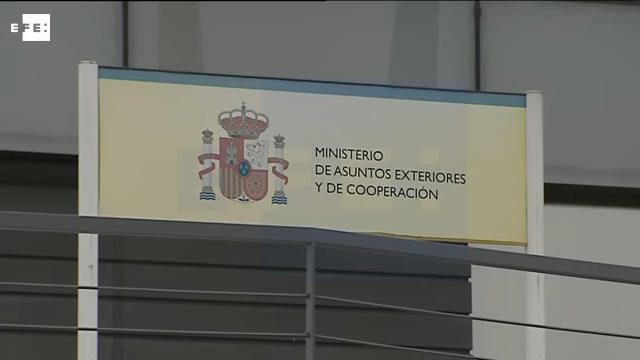 EFE:
MINISTERIO
DE ASUNTOS EXTERIORES
Y DE COOPERACIÓN